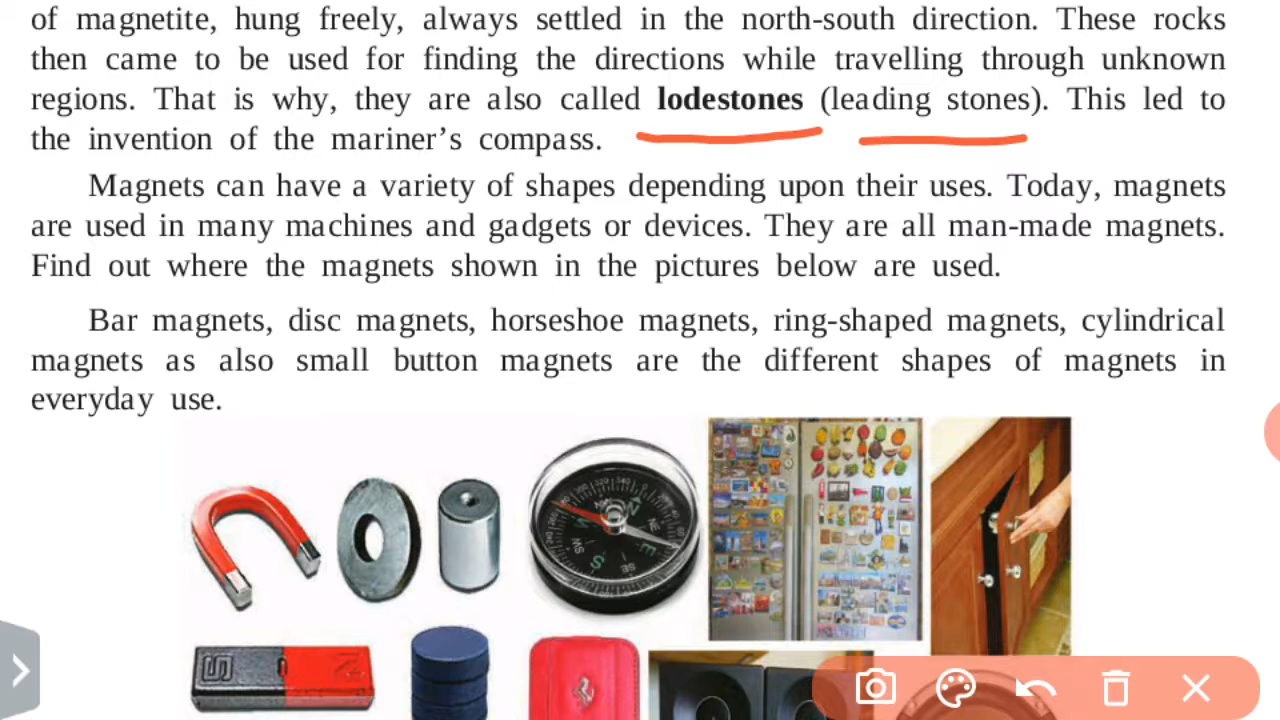 of magnetite, hung freely, always settled in the north-south direction. These rocks
then came to be used for finding the directions while travelling through unknown
regions. That is why, they are also called lodestones (leading stones). This led to
the invention of the mariner's compass.
Magnets can have a variety of shapes depending upon their uses. Today, magnets
are used in many machines and gadgets or devices. They are all man-made magnets.
Find out where the magnets shown in the pictures below are used.
Bar magnets, disc magnets, horseshoe magnets, ring-shaped magnets, cylindrical
magnets as also small button magnets are the different shapes of magnets in
everyday use.
N
NE
E
SE
S
SW
S N